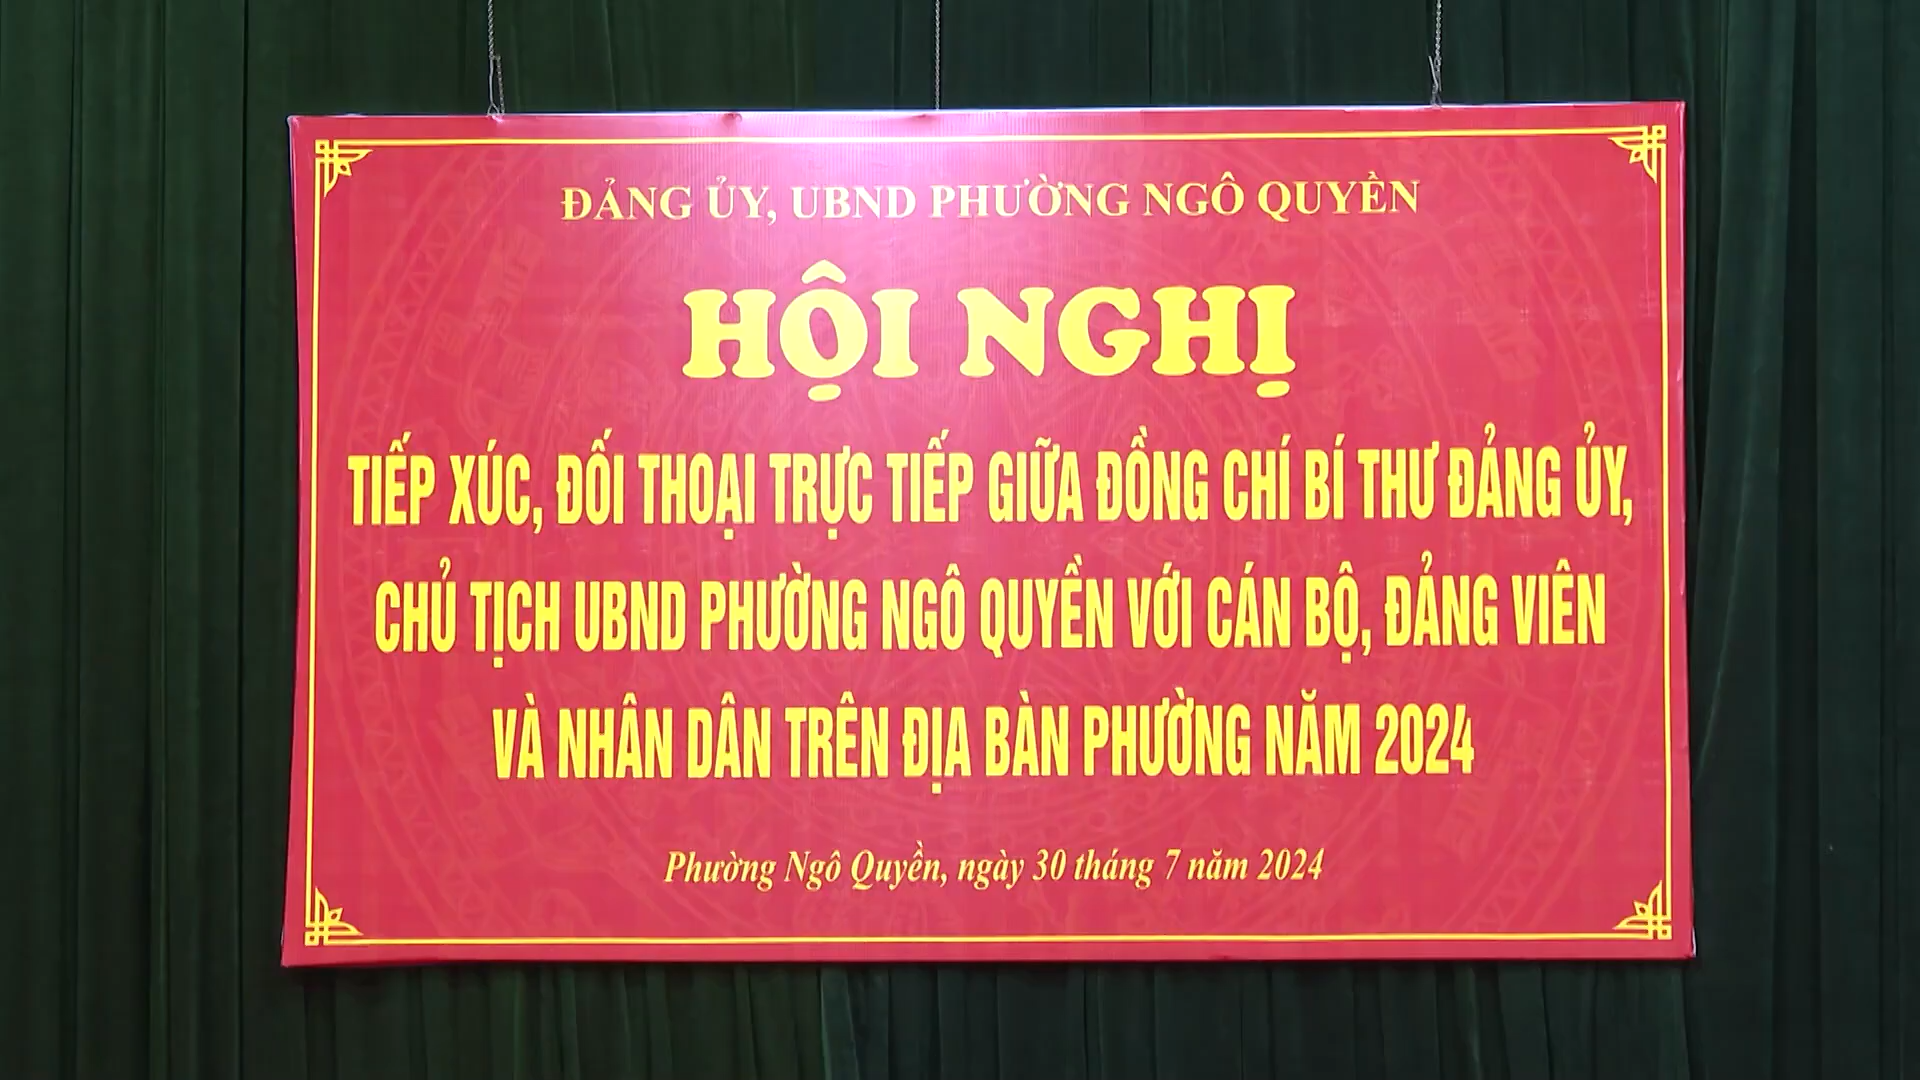 ĐẢNG ỦY, UBND PHƯỜNG NGÔ QUYỀN
HỘI NGHỊ
TIẾP XÚC, ĐỐI THOẠI TRỰC TIẾP GIỮA ĐỒNG CHÍ BÍ THƯ ĐẢNG ỦY,
CHỦ TỊCH UBND PHƯỜNG NGÔ QUYỀN VỚI CÁN BỘ, ĐẢNG VIÊN
VÀ NHÂN DÂN TRÊN ĐỊA BÀN PHƯỜNG NĂM 2024
Phường Ngô Quyền, ngày 30 tháng 7 năm 2024